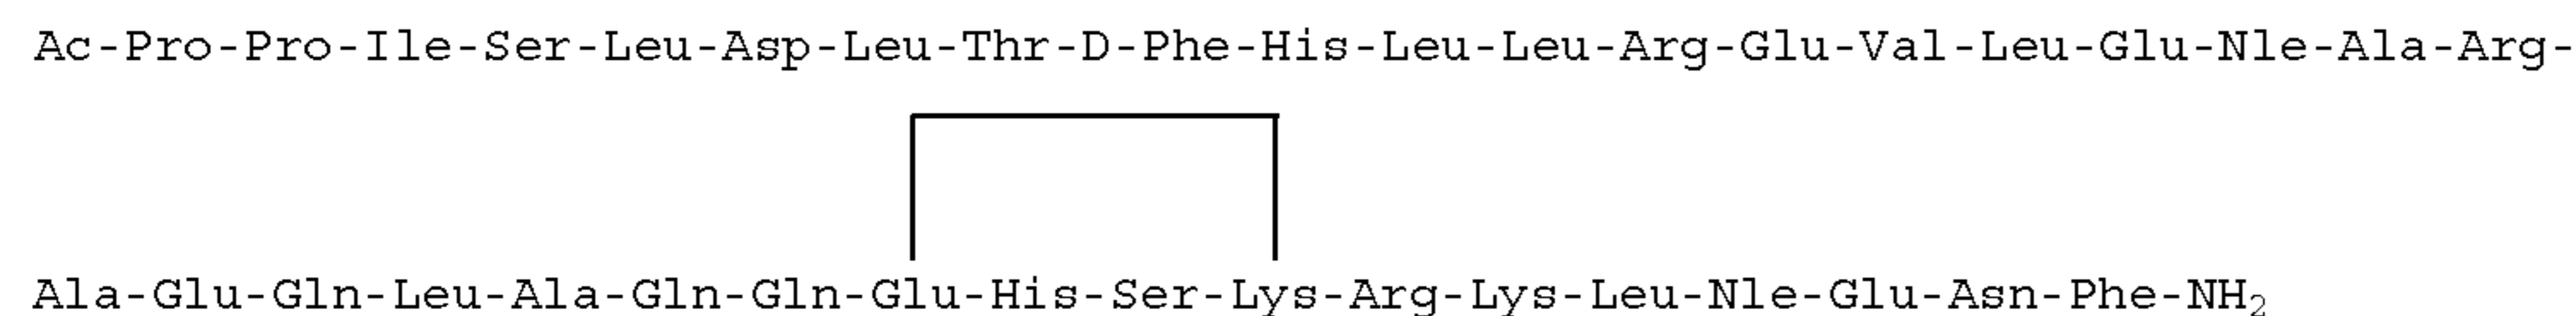 Ac-Pro-Pro-Ile-Ser-Leu-Asp-Leu-Thr-D-Phe-His-Leu-Leu-Arg-Glu-Val-Leu-Glu-Nle-Ala-Arg-
Ala-Glu-Gln-Leu-Ala-Gln-Gln-Glu-His-Ser-Lys-Arg-Lys-Leu-Nle-Glu-Asn-Phe-NH₂